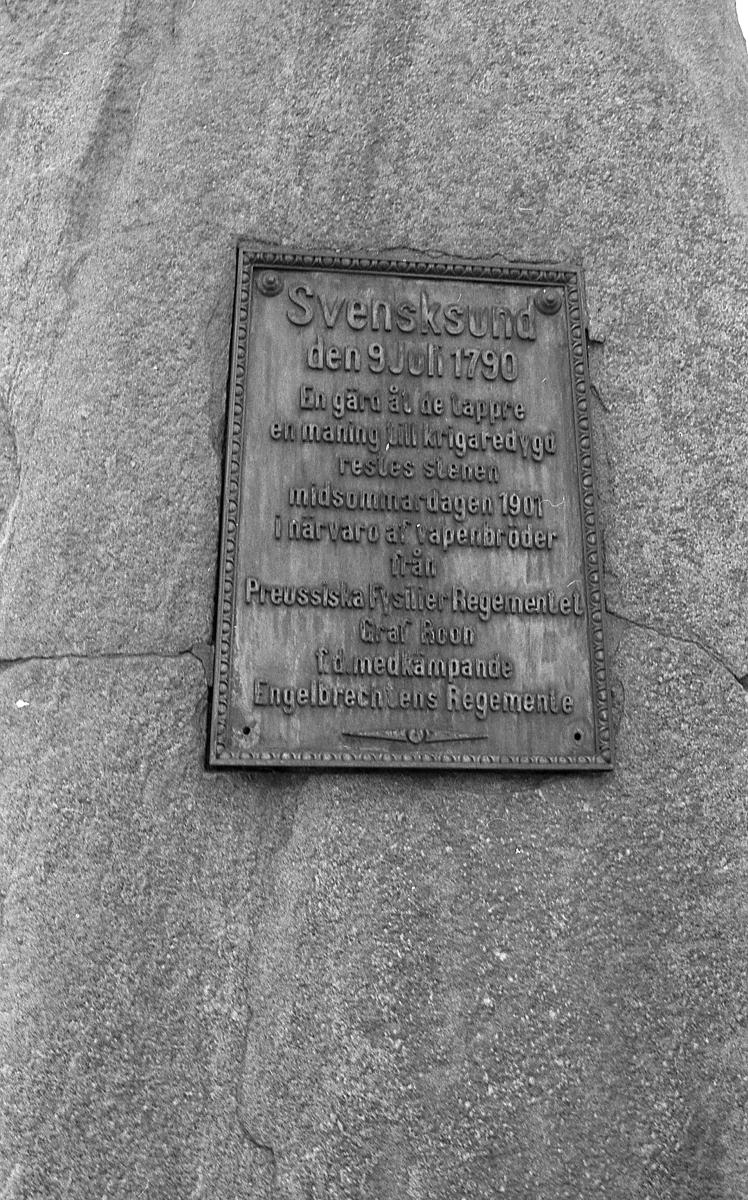 Svensksund
den 9 Juli 1790
En gärd åt de tappre
en maning till krigaredygd
restes stenen
midsommardagen 1901
i närvaro af vapenbröder
från
Preussiska Fysilier Regementet
Graf Roon
f.d. medkämpande
Engelbrechtens Regemente